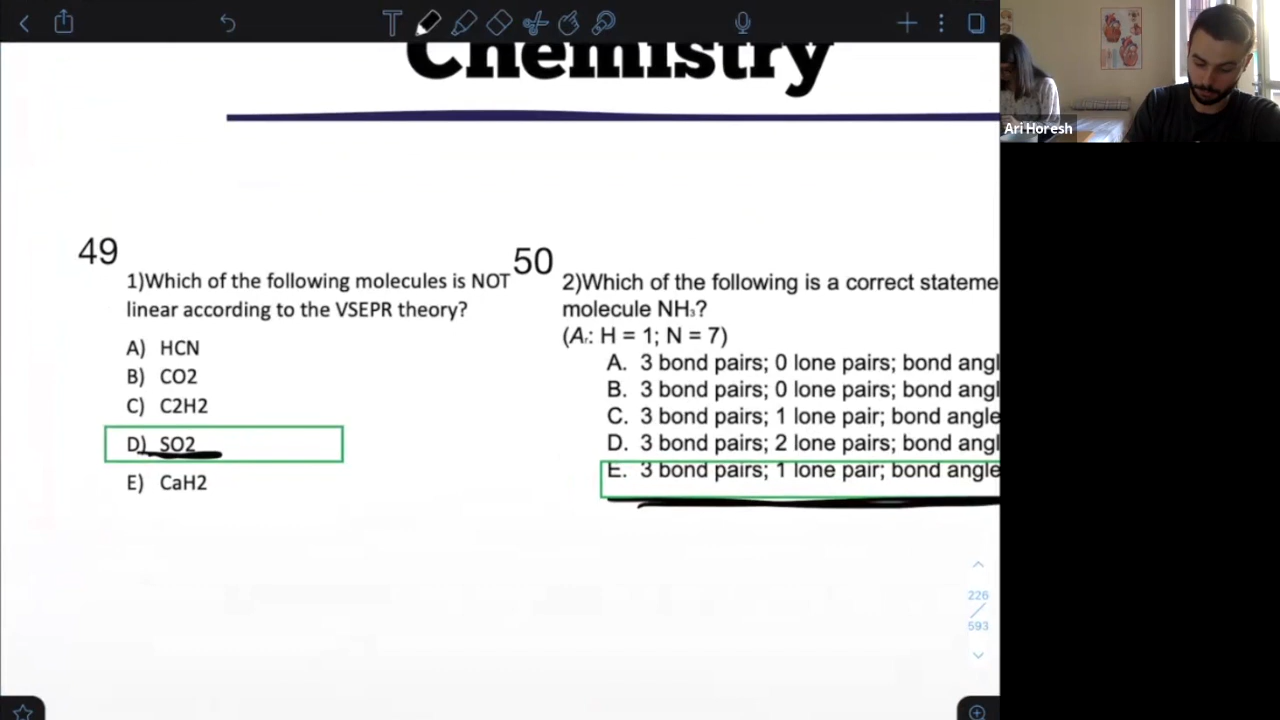 Chemistry
Ari Horesh
49
1)Which of the following molecules is NOT
linear according to the VSEPR theory?
A) HCN
B) CO2
C) C2H2
D) SO2
E) CaH2
50
2)Which of the following is a correct stateme
molecule NH₃?
(Aᵣ: H = 1; N = 7)
A. 3 bond pairs; 0 lone pairs; bond angl
B. 3 bond pairs; 0 lone pairs; bond angl
C. 3 bond pairs; 1 lone pair; bond angle
D. 3 bond pairs; 2 lone pairs; bond angl
E. 3 bond pairs; 1 lone pair; bond angle
226
/
593